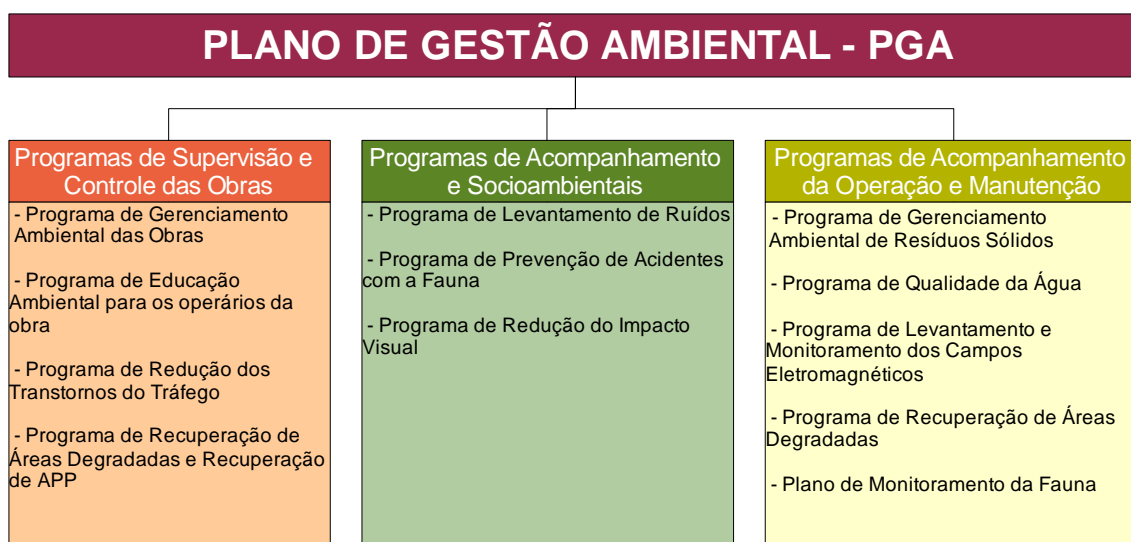 PLANO DE GESTÃO AMBIENTAL - PGA
Programas de Supervisão e
Controle das Obras
- Programa de Gerenciamento
Ambiental das Obras
- Programa de Educação
Ambiental para os operários da
obra
- Programa de Redução dos
Transtornos do Tráfego
- Programa de Recuperação de
Áreas Degradadas e Recuperação
de APP
Programas de Acompanhamento
e Socioambientais
- Programa de Levantamento de Ruídos
- Programa de Prevenção de Acidentes
com a Fauna
- Programa de Redução do Impacto
Visual
Programas de Acompanhamento
da Operação e Manutenção
- Programa de Gerenciamento
Ambiental de Resíduos Sólidos
- Programa de Qualidade da Água
- Programa de Levantamento e
Monitoramento dos Campos
Eletromagnéticos
- Programa de Recuperação de Áreas
Degradadas
- Plano de Monitoramento da Fauna